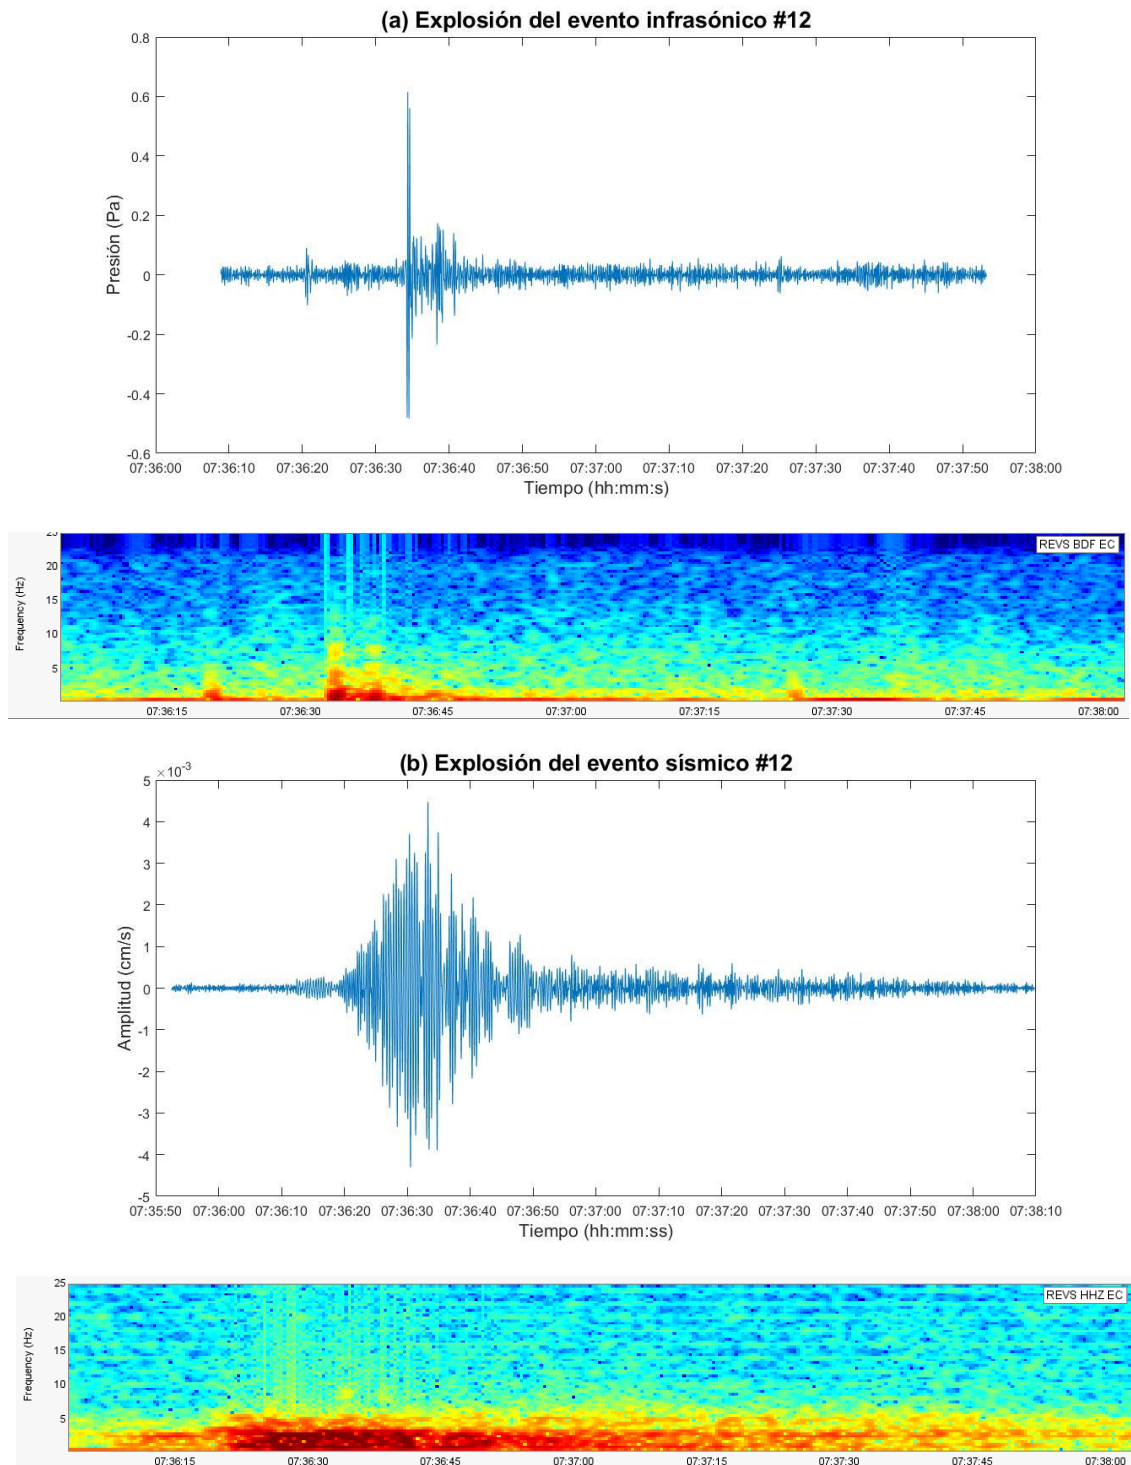 (a) Explosión del evento infrasónico #12
0.8
0.6
0.4
0.2
0
-0.2
-0.4
-0.6
Presión (Pa)
07:36:00 07:36:10 07:36:20 07:36:30 07:36:40 07:36:50 07:37:00 07:37:10 07:37:20 07:37:30 07:37:40 07:37:50 07:38:00
Tiempo (hh:mm:s)
25
REVS BDF EC
20
15
10
5
Frequency (Hz)
07:36:15 07:36:30 07:36:45 07:37:00 07:37:15 07:37:30 07:37:45 07:38:00
(b) Explosión del evento sísmico #12
×10-3
5
4
3
2
1
0
-1
-2
-3
-4
-5
Amplitud (cm/s)
07:35:50 07:36:00 07:36:10 07:36:20 07:36:30 07:36:40 07:36:50 07:37:00 07:37:10 07:37:20 07:37:30 07:37:40 07:37:50 07:38:00 07:38:10
Tiempo (hh:mm:ss)
25
REVS HHZ EC
20
15
10
5
Frequency (Hz)
07:36:15 07:36:30 07:36:45 07:37:00 07:37:15 07:37:30 07:37:45 07:38:00